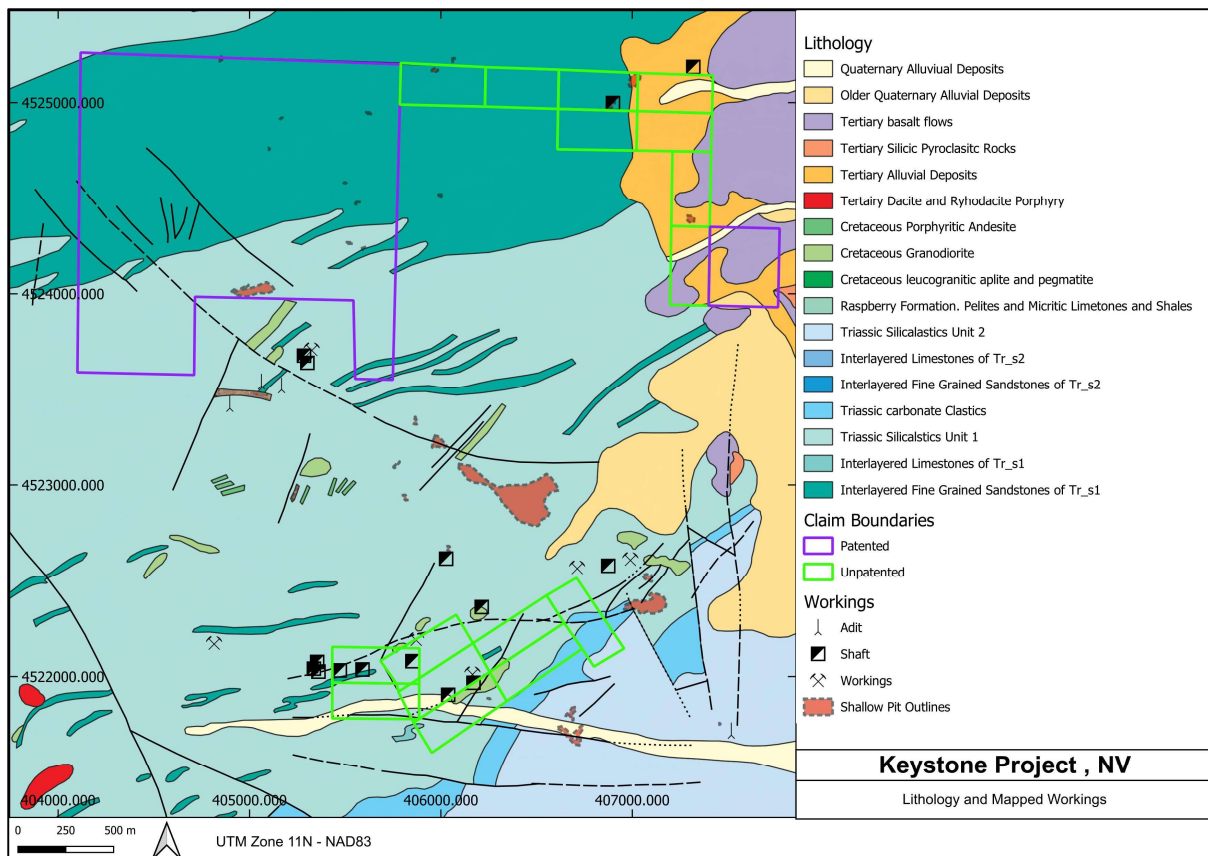 Lithology
Quaternary Alluviual Deposits
Older Quaternary Alluvial Deposits
Tertiary basalt flows
Tertiary Silicic Pyroclasitc Rocks
Tertiary Alluvial Deposits
Tertiary Dacite and Ryhodacite Porphyry
Cretaceous Porphyritic Andesite
Cretaceous Granodiorite
Cretaceous leucogranitic aplite and pegmatite
Raspberry Formation. Pelites and Micritic Limetones and Shales
Triassic Silicalastics Unit 2
Interlayered Limestones of Tr_s2
Interlayered Fine Grained Sandstones of Tr_s2
Triassic carbonate Clastics
Triassic Silicalstics Unit 1
Interlayered Limestones of Tr_s1
Interlayered Fine Grained Sandstones of Tr_s1
Claim Boundaries
Patented
Unpatented
Workings
Adit
Shaft
Workings
Shallow Pit Outlines
Keystone Project , NV
Lithology and Mapped Workings
4525000.000
4524000.000
4523000.000
4522000.000
404000.000 405000.000 406000.000 407000.000
0 250 500 m
UTM Zone 11N - NAD83